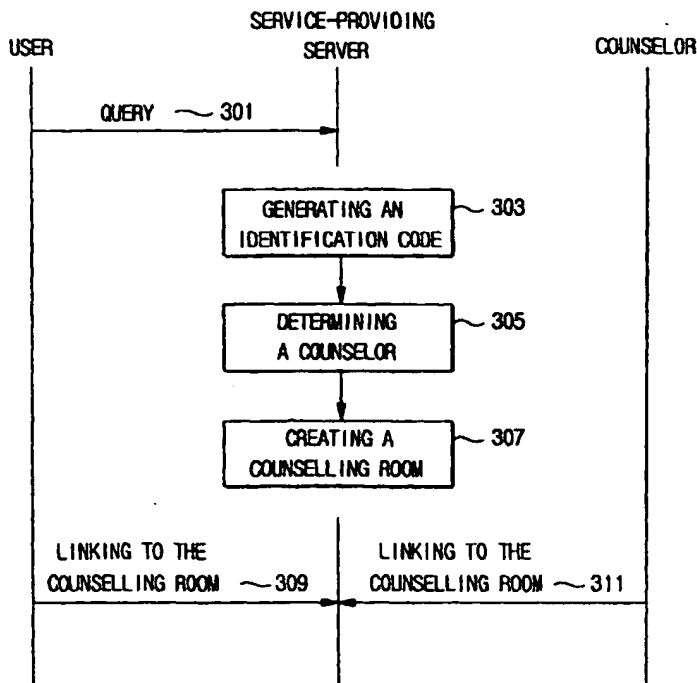 USER
SERVICE-PROVIDING
SERVER
COUNSELOR
QUERY 301
GENERATING AN
IDENTIFICATION CODE
303
DETERMINING
A COUNSELOR
305
CREATING A
COUNSELLING ROOM
307
LINKING TO THE
COUNSELLING ROOM 309
LINKING TO THE
COUNSELLING ROOM 311